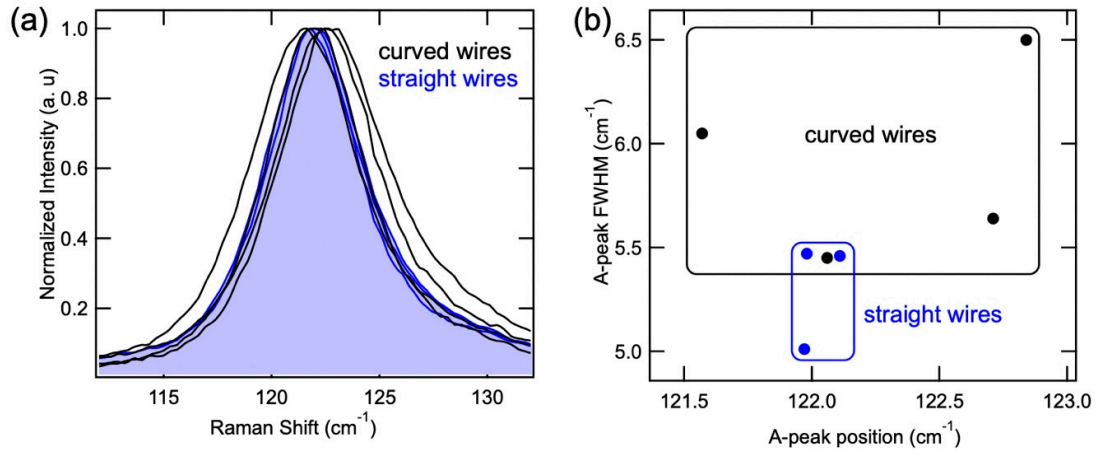 (a)
Normalized Intensity (a. u)
1.0
0.8
0.6
0.4
0.2
115
120
125
130
Raman Shift (cm⁻¹)
curved wires
straight wires
(b)
A-peak FWHM (cm⁻¹)
6.5
6.0
5.5
5.0
121.5
122.0
122.5
123.0
A-peak position (cm⁻¹)
curved wires
straight wires